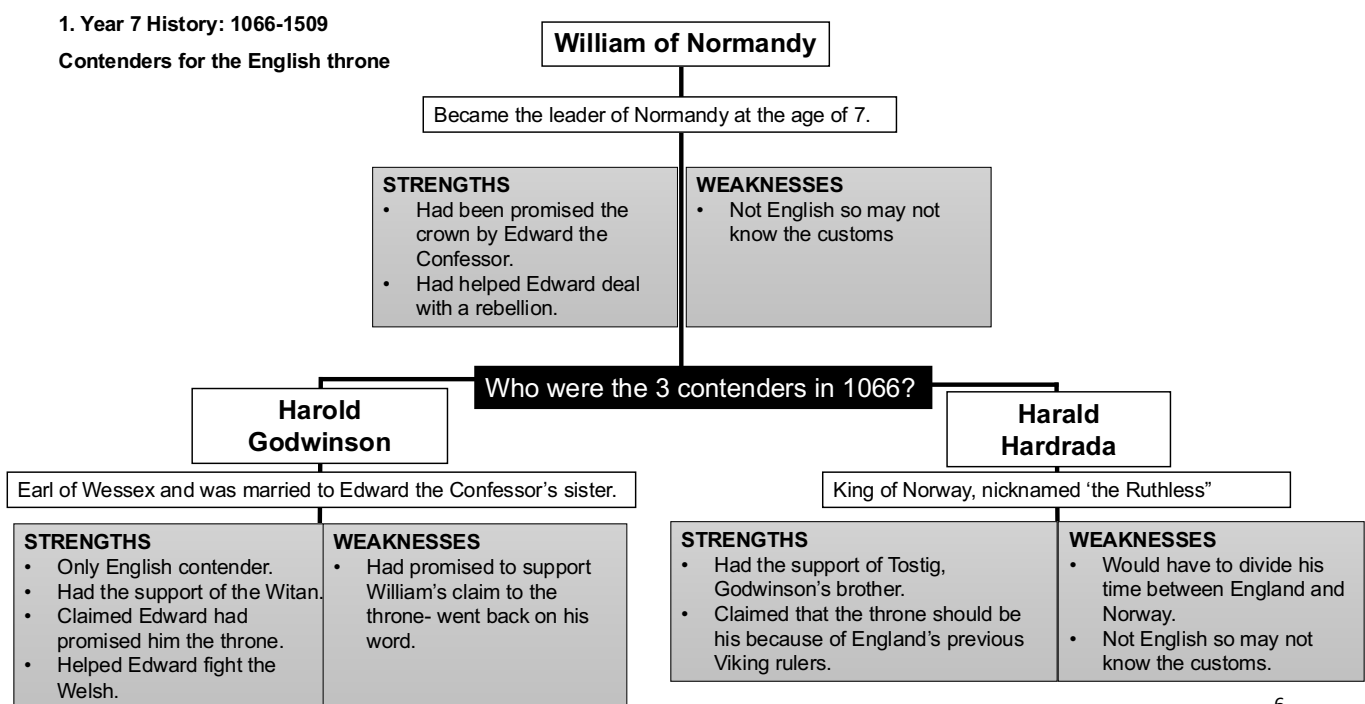 1. Year 7 History: 1066-1509
Contenders for the English throne
William of Normandy
Became the leader of Normandy at the age of 7.
STRENGTHS
• Had been promised the
crown by Edward the
Confessor.
• Had helped Edward deal
with a rebellion.
WEAKNESSES
• Not English so may not
know the customs
Who were the 3 contenders in 1066?
Harold
Godwinson
Earl of Wessex and was married to Edward the Confessor's sister.
STRENGTHS
• Only English contender.
• Had the support of the Witan.
• Claimed Edward had
promised him the throne.
• Helped Edward fight the
Welsh.
WEAKNESSES
• Had promised to support
William's claim to the
throne- went back on his
word.
Harald
Hardrada
King of Norway, nicknamed 'the Ruthless"
STRENGTHS
• Had the support of Tostig,
Godwinson's brother.
• Claimed that the throne should be
his because of England's previous
Viking rulers.
WEAKNESSES
• Would have to divide his
time between England and
Norway.
• Not English so may not
know the customs.